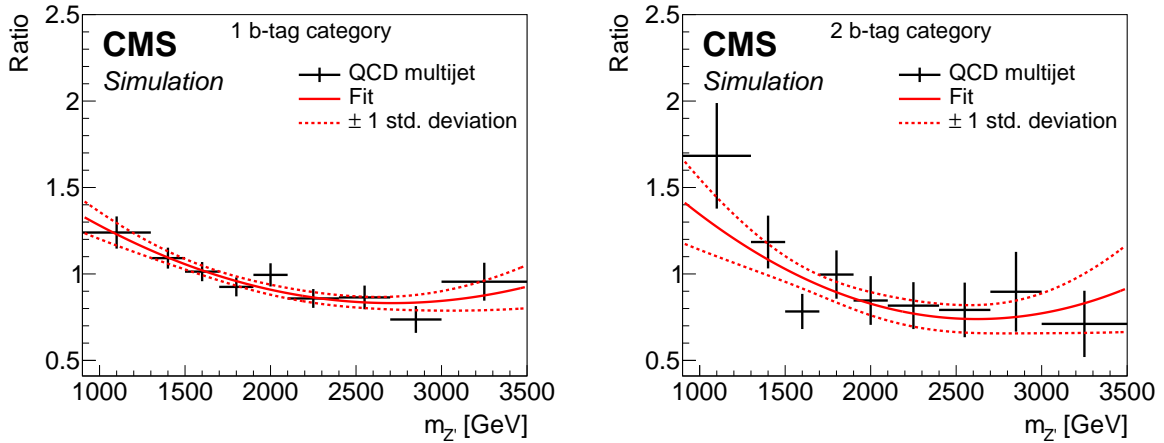 2.5
2
1.5
1
0.5
Ratio
CMS
Simulation
1 b-tag category
QCD multijet
Fit
± 1 std. deviation
1000 1500 2000 2500 3000 3500
m_Z' [GeV]
2.5
2
1.5
1
0.5
Ratio
CMS
Simulation
2 b-tag category
QCD multijet
Fit
± 1 std. deviation
1000 1500 2000 2500 3000 3500
m_Z' [GeV]